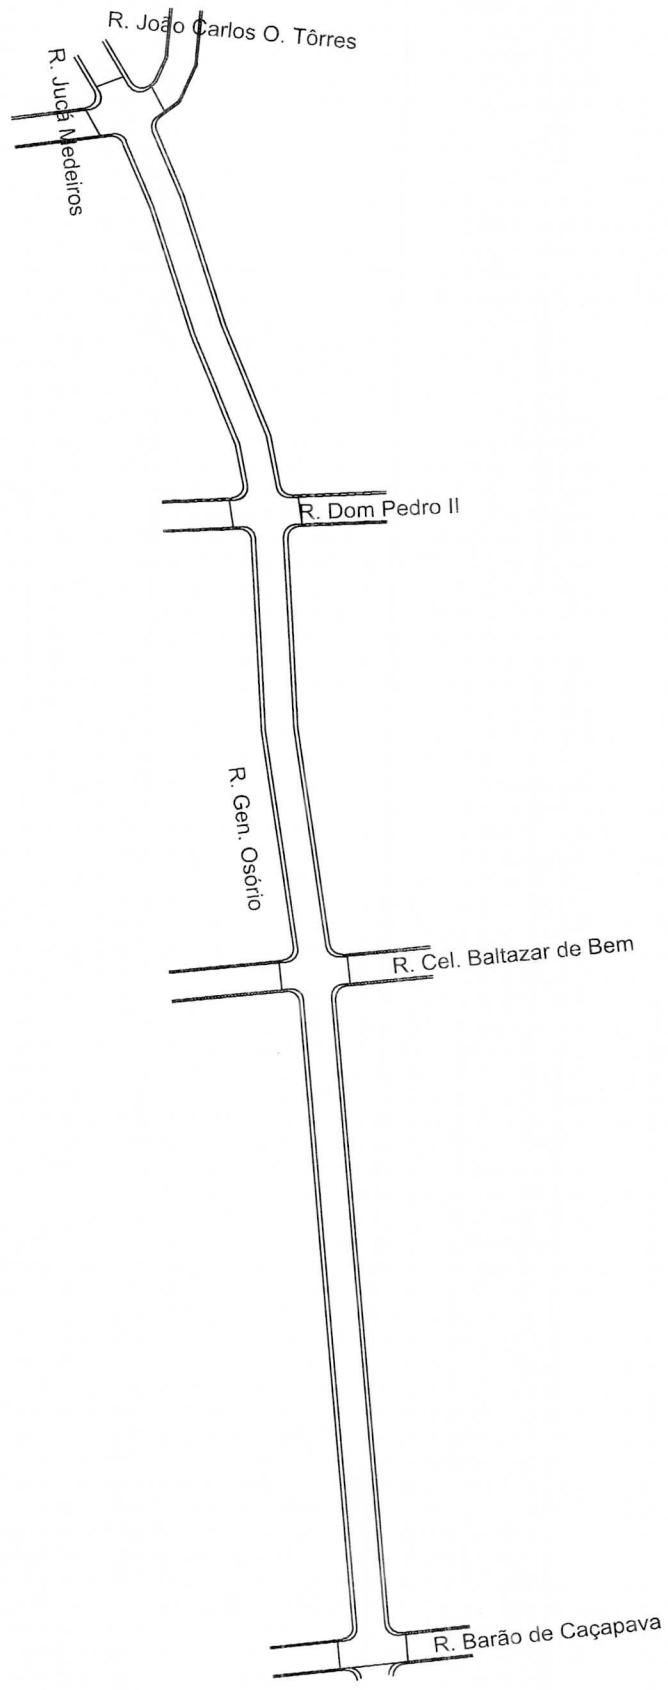 R. João Carlos O. Tôrres
R. Jucá Medeiros
R. Dom Pedro II
R. Gen. Osório
R. Cel. Baltazar de Bem
R. Barão de Caçapava